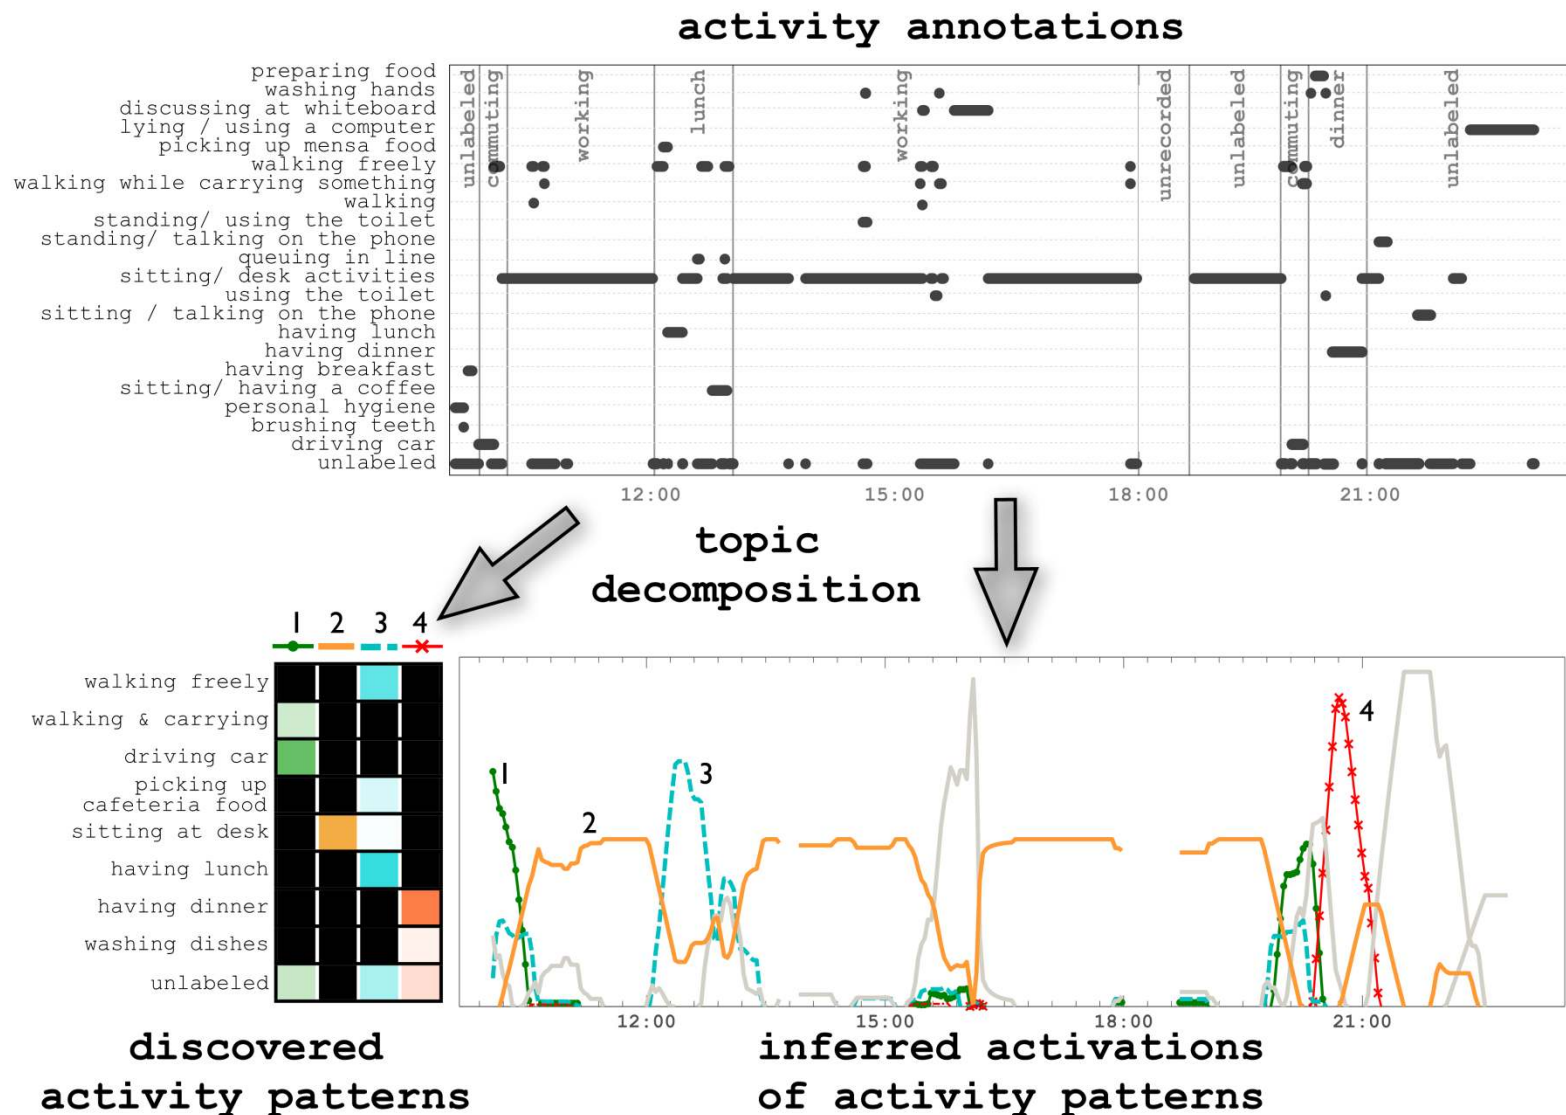 activity annotations
preparing food
washing hands
discussing at whiteboard
lying / using a computer
picking up mensa food
walking freely
walking while carrying something
walking
standing/ using the toilet
standing/ talking on the phone
queuing in line
sitting/ desk activities
using the toilet
sitting / talking on the phone
having lunch
having dinner
having breakfast
sitting/ having a coffee
personal hygiene
brushing teeth
driving car
unlabeled
unlabeled
commuting
working
lunch
working
unrecorded
unlabeled
commuting
dinner
unlabeled
12:00 15:00 18:00 21:00
topic
decomposition
1 2 3 4
walking freely
walking & carrying
driving car
picking up
cafeteria food
sitting at desk
having lunch
having dinner
washing dishes
unlabeled
1
2
3
4
12:00 15:00 18:00 21:00
discovered
activity patterns
inferred activations
of activity patterns